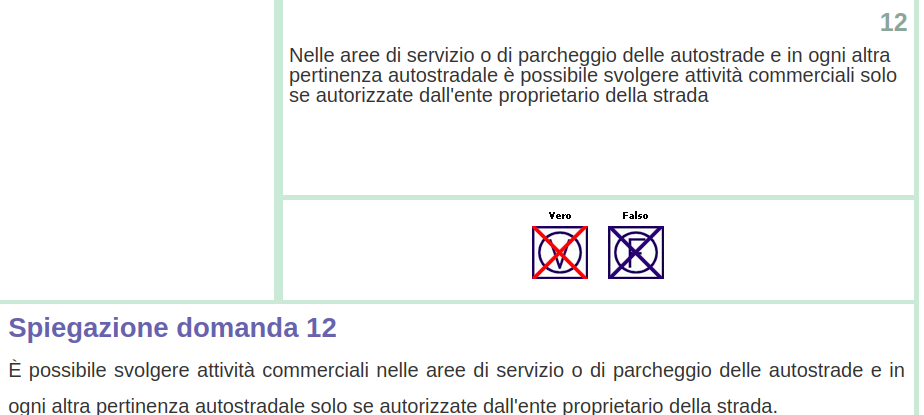 12
Nelle aree di servizio o di parcheggio delle autostrade e in ogni altra
pertinenza autostradale è possibile svolgere attività commerciali solo
se autorizzate dall'ente proprietario della strada
Vero Falso
V F
Spiegazione domanda 12
È possibile svolgere attività commerciali nelle aree di servizio o di parcheggio delle autostrade e in
ogni altra pertinenza autostradale solo se autorizzate dall'ente proprietario della strada.